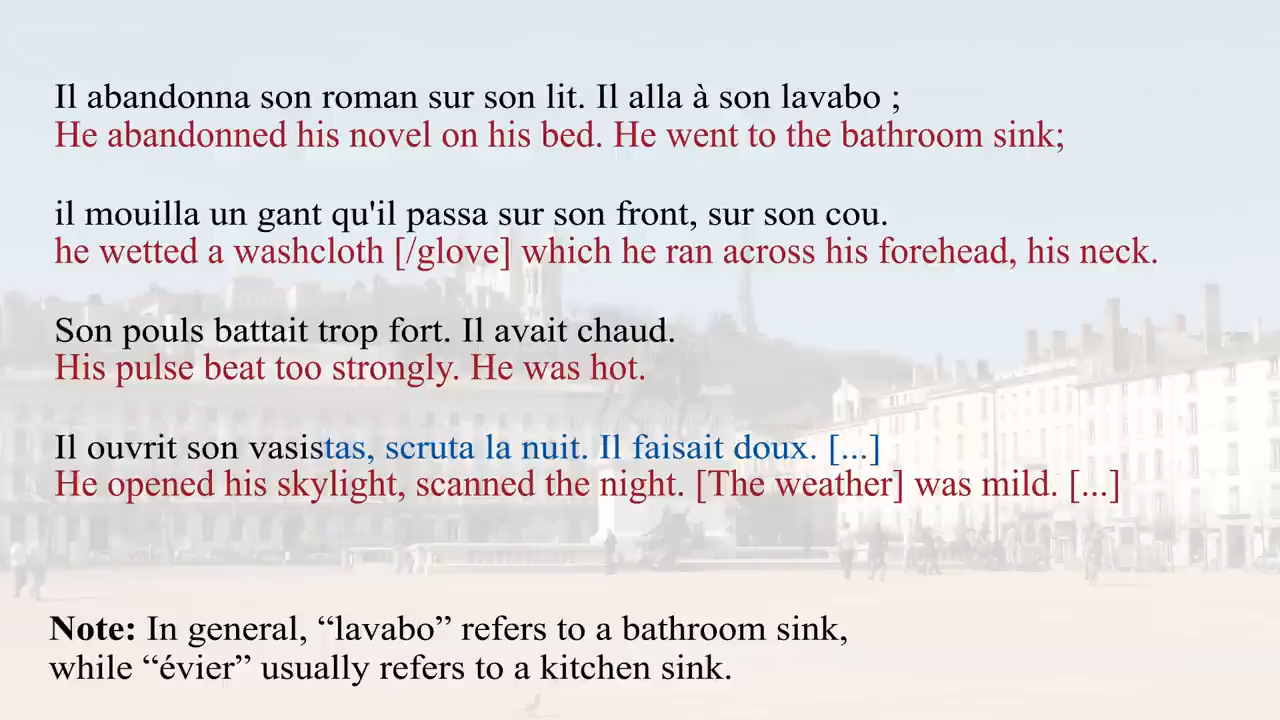 Il abandonna son roman sur son lit. Il alla à son lavabo ;
He abandonned his novel on his bed. He went to the bathroom sink;
il mouilla un gant qu'il passa sur son front, sur son cou.
he wetted a washcloth [/glove] which he ran across his forehead, his neck.
Son pouls battait trop fort. Il avait chaud.
His pulse beat too strongly. He was hot.
Il ouvrit son vasistas, scruta la nuit. Il faisait doux. [...]
He opened his skylight, scanned the night. [The weather] was mild. [...]
Note: In general, “lavabo” refers to a bathroom sink,
while “évier” usually refers to a kitchen sink.